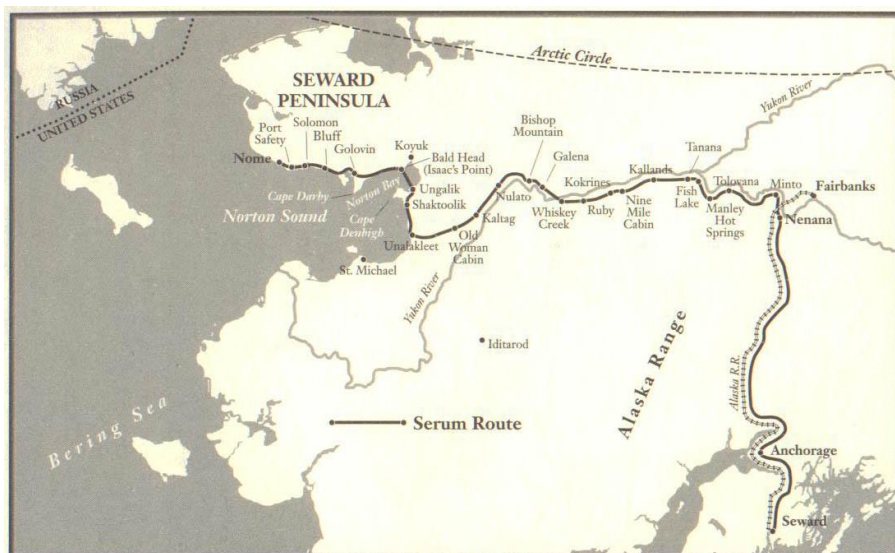 Arctic Circle
RUSSIA
UNITED STATES
SEWARD
PENINSULA
Yukon River
Port
Safety
Solomon
Bluff
Golovin
Koyuk
Nome
Bald Head
(Isaac's Point)
Bishop
Mountain
Galena
Tanana
Kallands
Kokrines
Tolovana
Minto
Fairbanks
Cape Darby
Norton Bay
Ungalik
Norton Sound
Shaktoolik
Cape
Denbigh
Nulato
Kaltag
Whiskey
Creek
Ruby
Nine
Mile
Cabin
Fish
Lake
Manley
Hot
Springs
Nenana
Unalakleet
Old
Woman
Cabin
St. Michael
Yukon River
Iditarod
Alaska Range
Alaska R.R.
Bering Sea
Serum Route
Anchorage
Seward